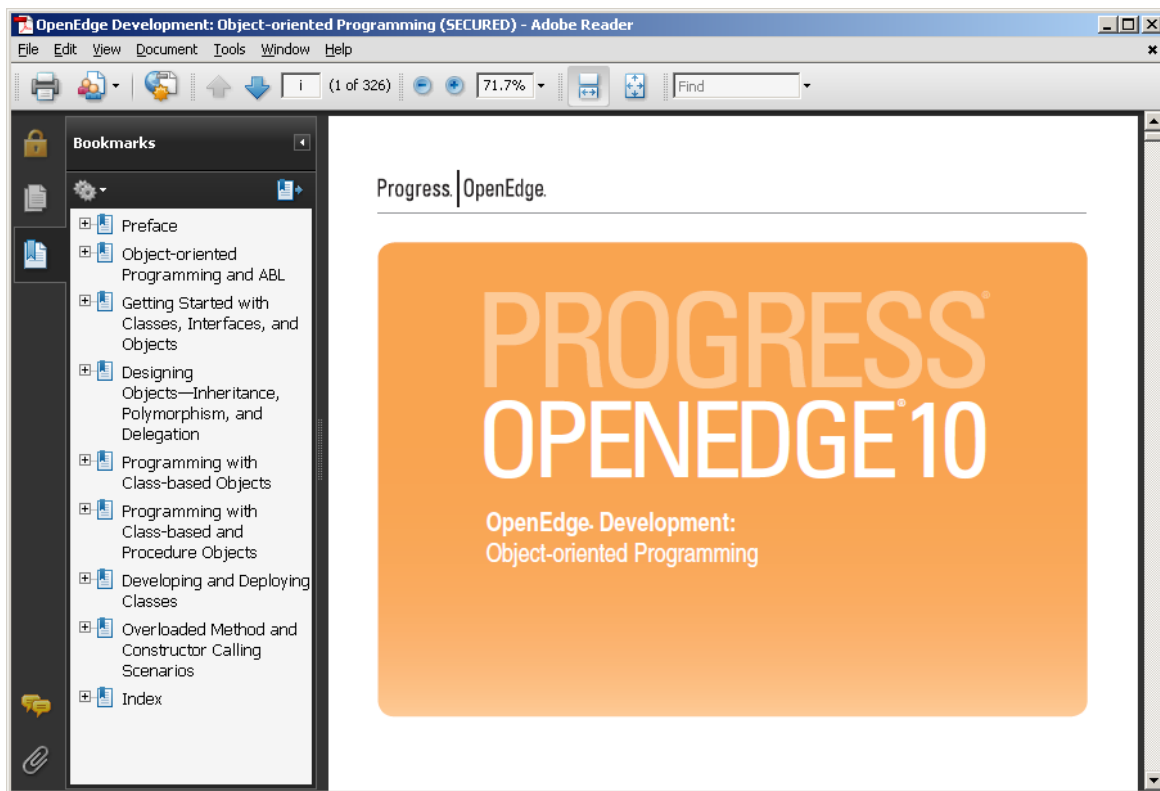 OpenEdge Development: Object-oriented Programming (SECURED) - Adobe Reader
File Edit View Document Tools Window Help
i (1 of 326) 71.7% Find
Bookmarks
Preface
Object-oriented
Programming and ABL
Getting Started with
Classes, Interfaces, and
Objects
Designing
Objects—Inheritance,
Polymorphism, and
Delegation
Programming with
Class-based Objects
Programming with
Class-based and
Procedure Objects
Developing and Deploying
Classes
Overloaded Method and
Constructor Calling
Scenarios
Index
Progress. OpenEdge.
PROGRESS®
OPENEDGE® 10
OpenEdge® Development:
Object-oriented Programming